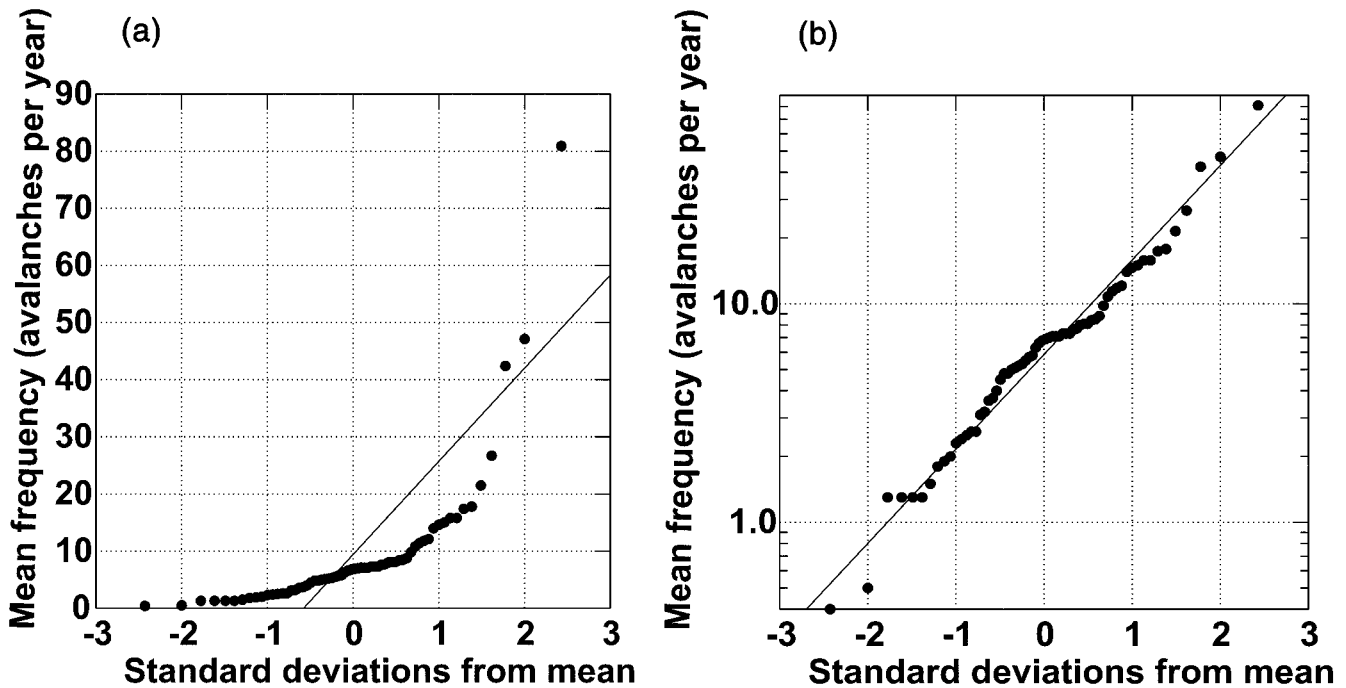 (a)
Mean frequency (avalanches per year)
90
80
70
60
50
40
30
20
10
0
-3 -2 -1 0 1 2 3
Standard deviations from mean
(b)
Mean frequency (avalanches per year)
10.0
1.0
-3 -2 -1 0 1 2 3
Standard deviations from mean